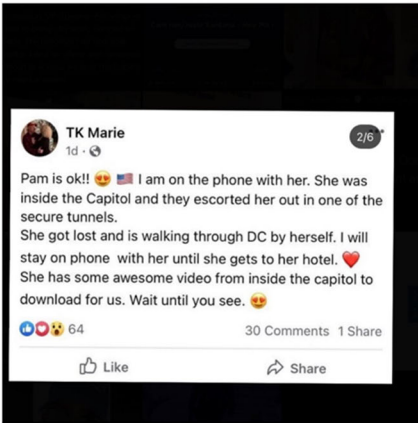 TK Marie
1d ·
2/6
Pam is ok!! 😍 🇺🇸 I am on the phone with her. She was
inside the Capitol and they escorted her out in one of the
secure tunnels.
She got lost and is walking through DC by herself. I will
stay on phone with her until she gets to her hotel. ❤️
She has some awesome video from inside the capitol to
download for us. Wait until you see. 😍
64
30 Comments 1 Share
Like
Share